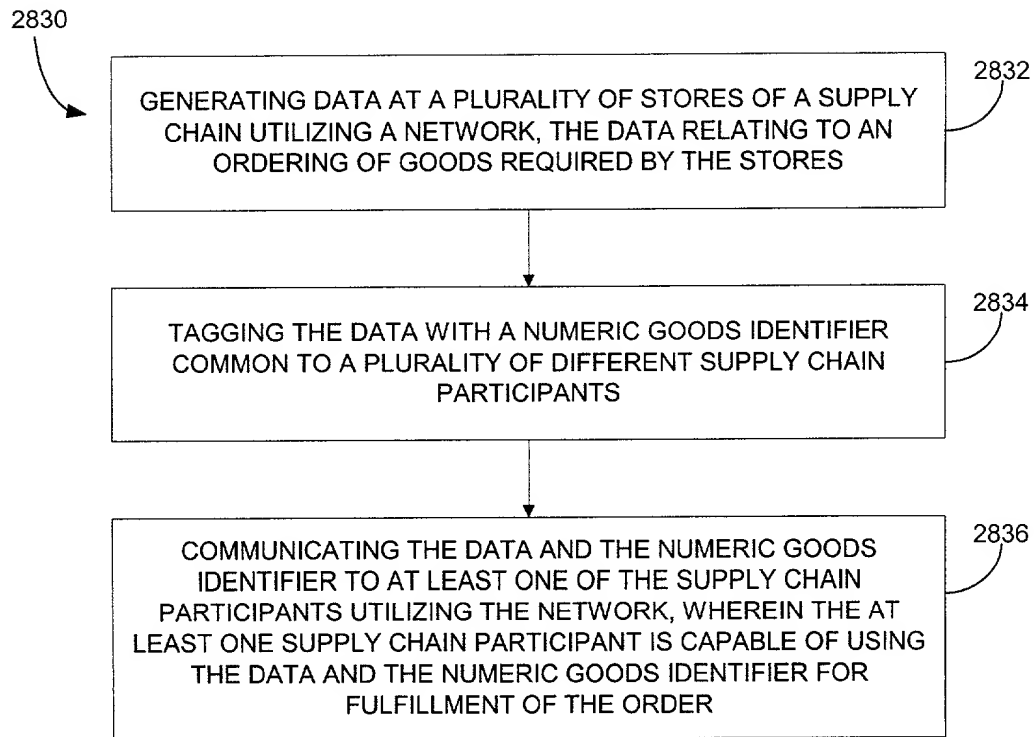 2830
2832
GENERATING DATA AT A PLURALITY OF STORES OF A SUPPLY
CHAIN UTILIZING A NETWORK, THE DATA RELATING TO AN
ORDERING OF GOODS REQUIRED BY THE STORES
2834
TAGGING THE DATA WITH A NUMERIC GOODS IDENTIFIER
COMMON TO A PLURALITY OF DIFFERENT SUPPLY CHAIN
PARTICIPANTS
2836
COMMUNICATING THE DATA AND THE NUMERIC GOODS
IDENTIFIER TO AT LEAST ONE OF THE SUPPLY CHAIN
PARTICIPANTS UTILIZING THE NETWORK, WHEREIN THE AT
LEAST ONE SUPPLY CHAIN PARTICIPANT IS CAPABLE OF USING
THE DATA AND THE NUMERIC GOODS IDENTIFIER FOR
FULFILLMENT OF THE ORDER